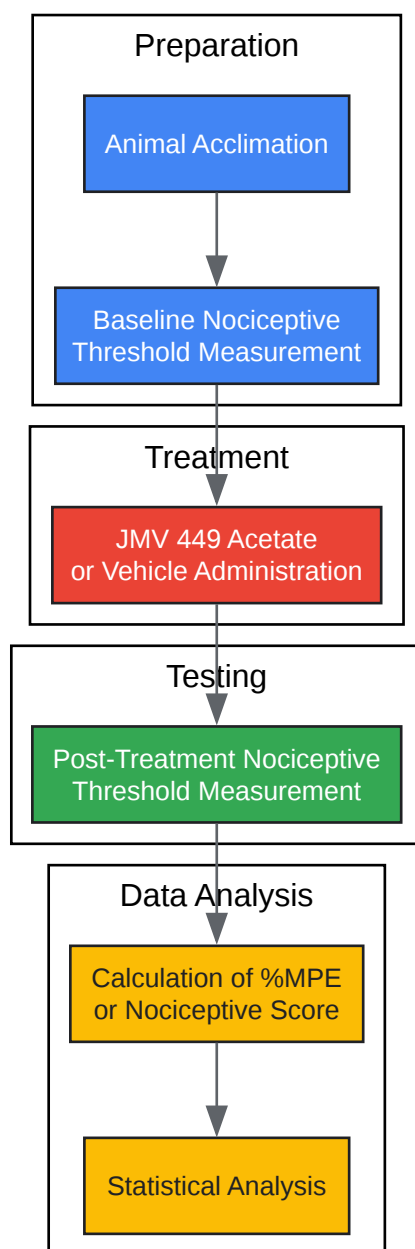 Preparation
Animal Acclimation
Baseline Nociceptive
Threshold Measurement
Treatment
JMV 449 Acetate
or Vehicle Administration
Testing
Post-Treatment Nociceptive
Threshold Measurement
Data Analysis
Calculation of %MPE
or Nociceptive Score
Statistical Analysis